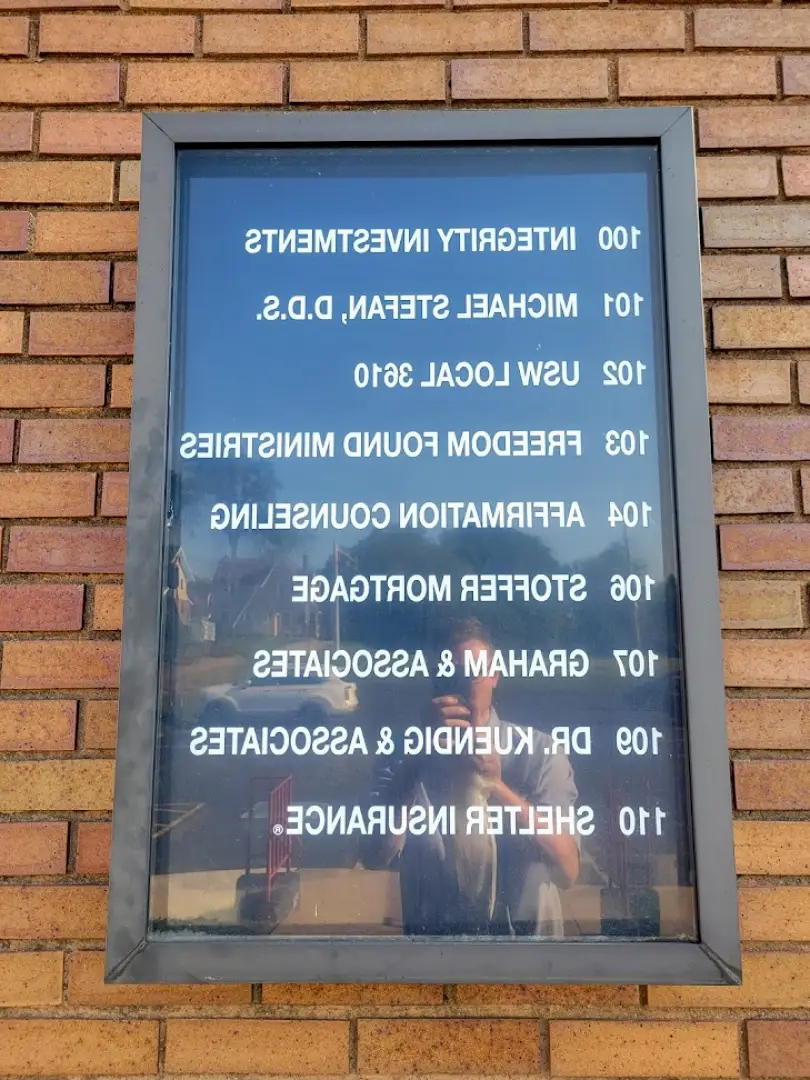 100 INTEGRITY INVESTMENTS
101 MICHAEL STEFAN, D.D.S.
102 USW LOCAL 3610
103 FREEDOM FOUND MINISTRIES
104 AFFIRMATION COUNSELING
106 STOFFER MORTGAGE
107 GRAHAM & ASSOCIATES
109 DR. KUENDIG & ASSOCIATES
110 SHELTER INSURANCE®